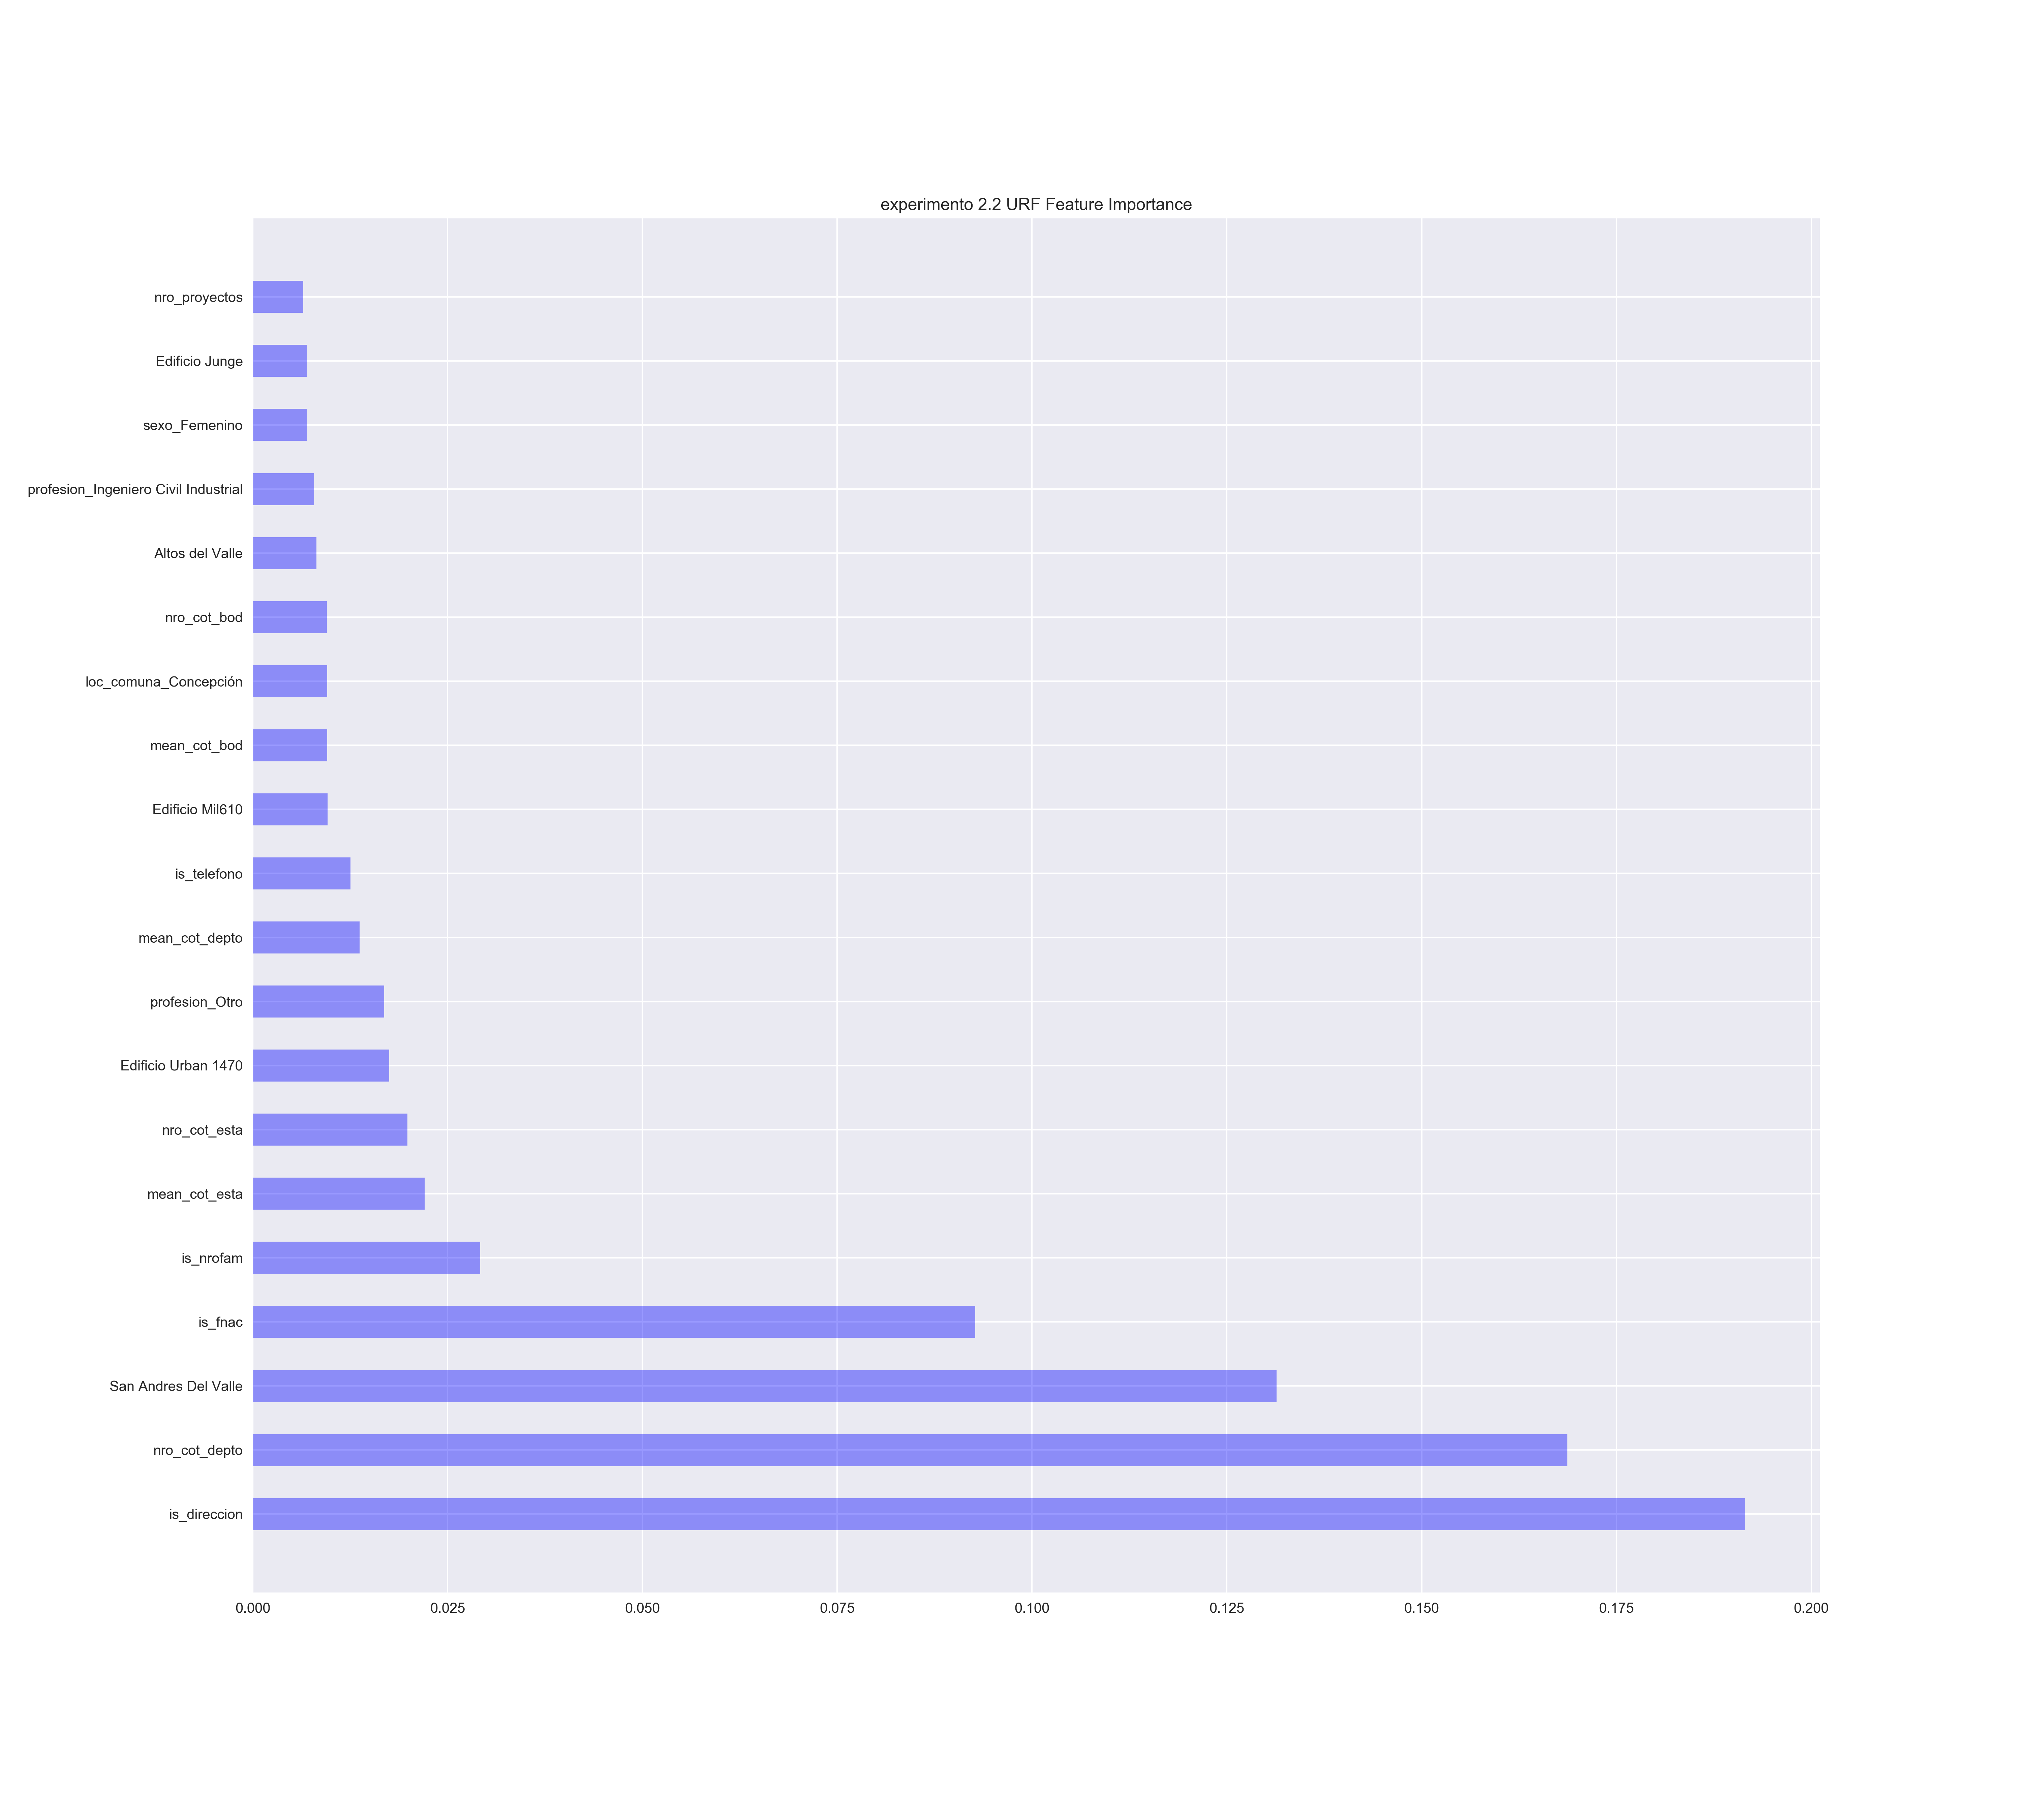 experimento 2.2 URF Feature Importance
nro_proyectos
Edificio Junge
sexo_Femenino
profesion_Ingeniero Civil Industrial
Altos del Valle
nro_cot_bod
loc_comuna_Concepción
mean_cot_bod
Edificio Mil610
is_telefono
mean_cot_depto
profesion_Otro
Edificio Urban 1470
nro_cot_esta
mean_cot_esta
is_nrofam
is_fnac
San Andres Del Valle
nro_cot_depto
is_direccion
0.000 0.025 0.050 0.075 0.100 0.125 0.150 0.175 0.200